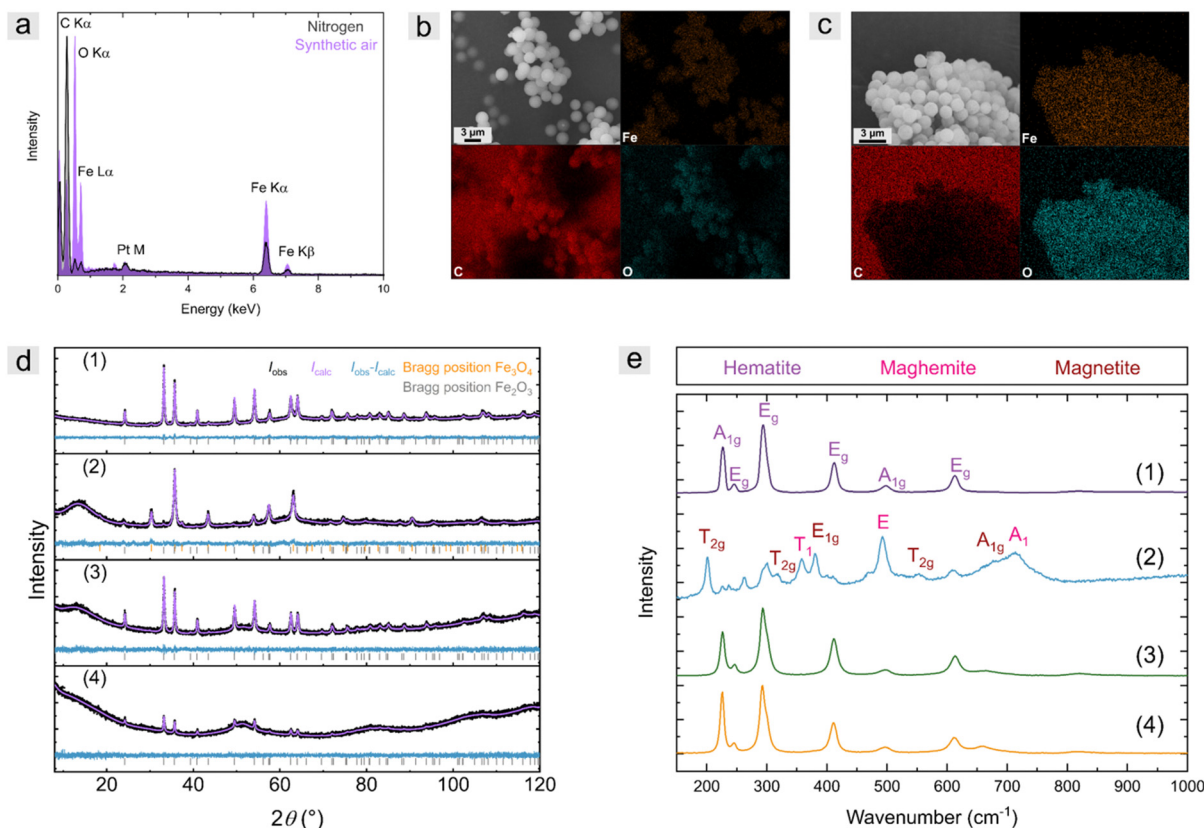 a
Nitrogen
Synthetic air
C Kα
O Kα
Fe Lα
Pt M
Fe Kα
Fe Kβ
Intensity
0 2 4 6 8 10
Energy (keV)
b
3 μm
Fe
C
O
c
3 μm
Fe
C
O
d
(1)
Iobs Icalc Iobs-Icalc Bragg position Fe3O4
Bragg position Fe2O3
(2)
(3)
(4)
Intensity
20 40 60 80 100 120
2θ (°)
e
Hematite Maghemite Magnetite
A1g Eg Eg Eg A1g Eg
(1)
T2g T2g T1 E1g E T2g A1g A1
(2)
(3)
(4)
Intensity
200 300 400 500 600 700 800 900 1000
Wavenumber (cm-1)